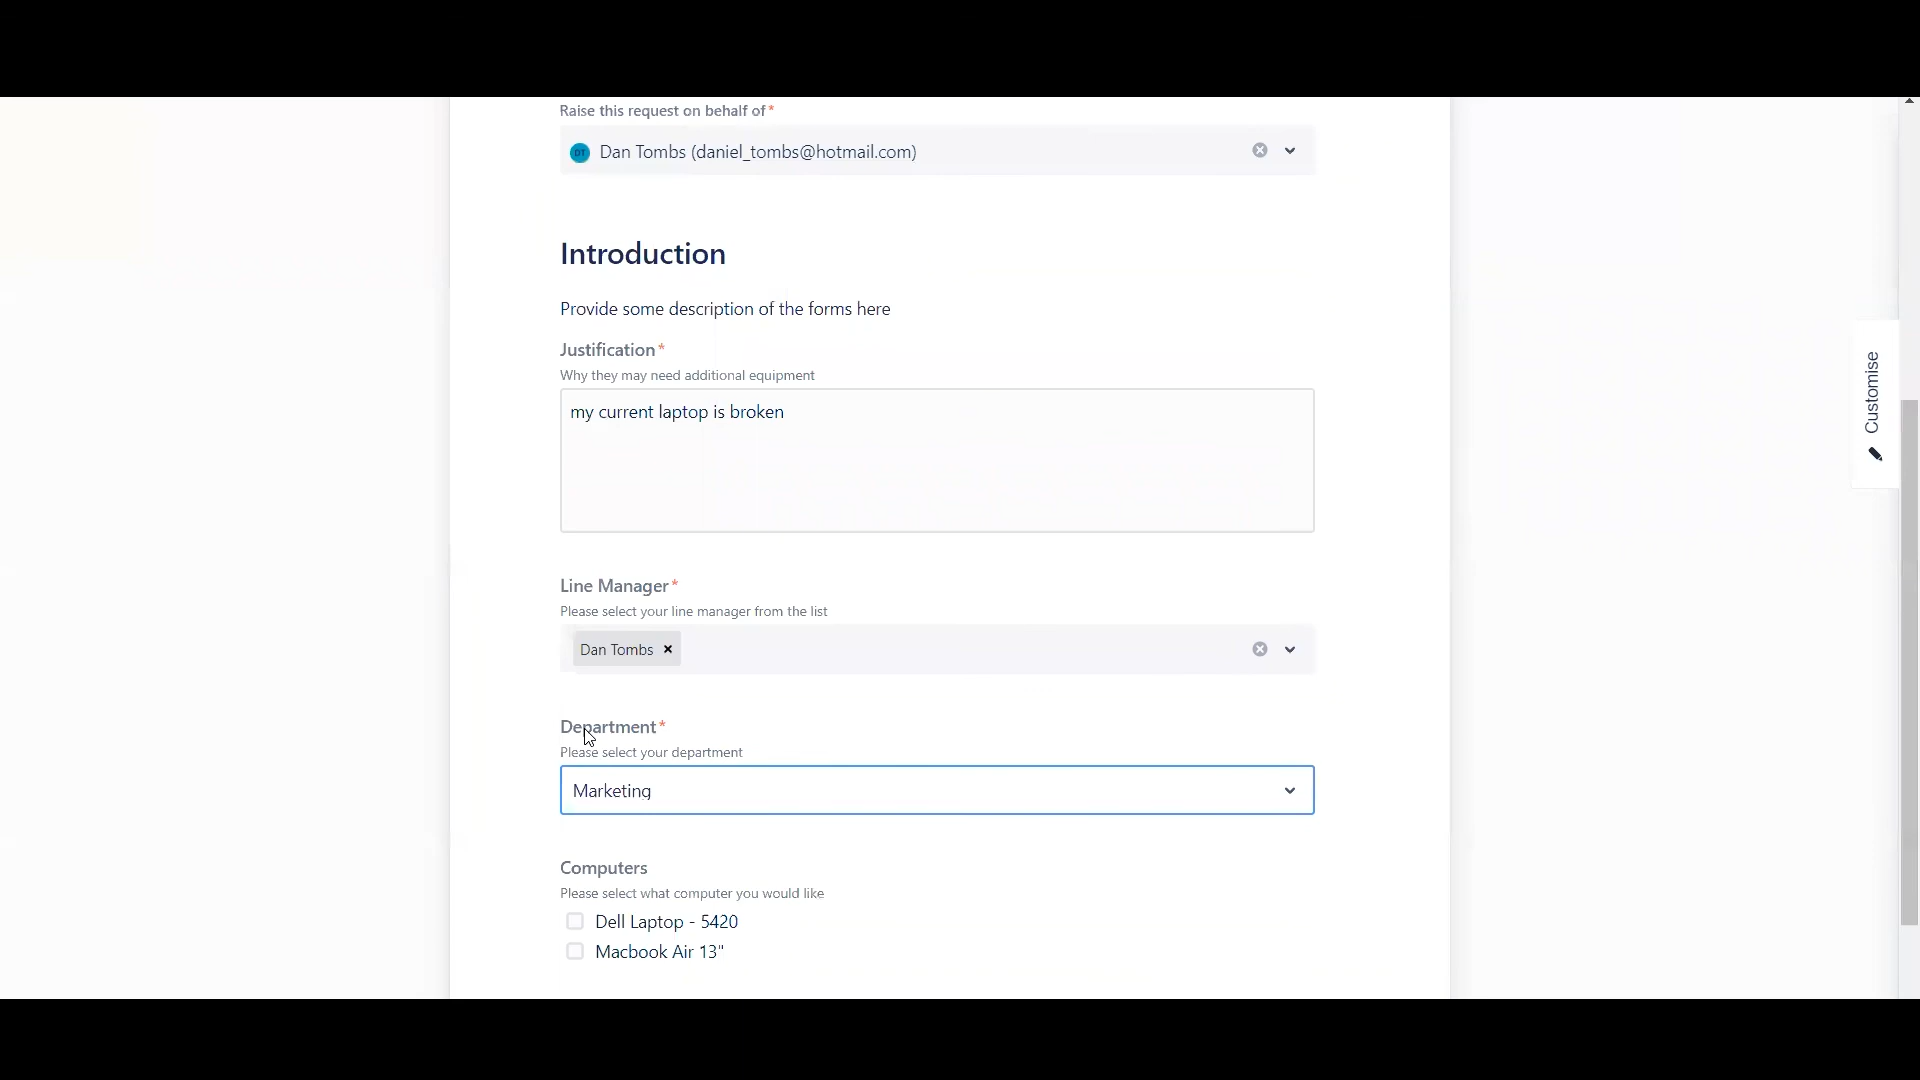 Raise this request on behalf of*
DT Dan Tombs (daniel_tombs@hotmail.com)
Introduction
Provide some description of the forms here
Justification*
Why they may need additional equipment
my current laptop is broken
Line Manager*
Please select your line manager from the list
Dan Tombs
Department*
Please select your department
Marketing
Computers
Please select what computer you would like
Dell Laptop - 5420
Macbook Air 13"
Customise